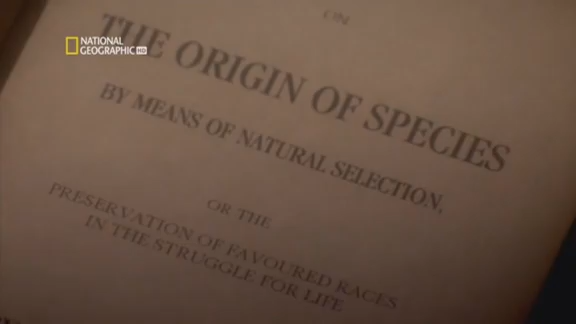 NATIONAL
GEOGRAPHIC HD
ON
THE ORIGIN OF SPECIES
BY MEANS OF NATURAL SELECTION,
OR THE
PRESERVATION OF FAVOURED RACES
IN THE STRUGGLE FOR LIFE